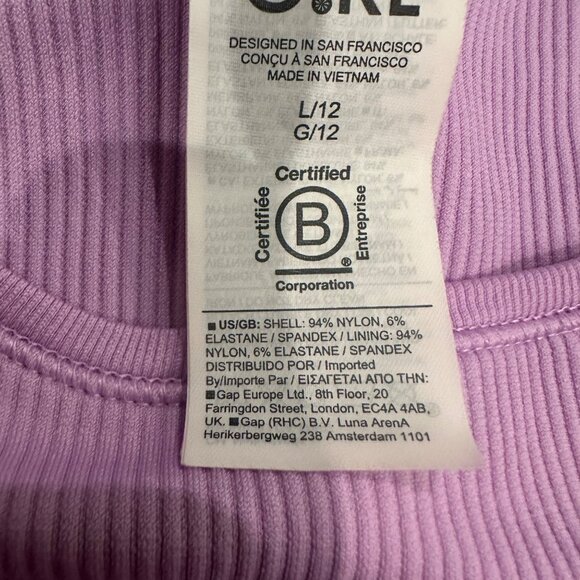 DESIGNED IN SAN FRANCISCO
CONÇU À SAN FRANCISCO
MADE IN VIETNAM
L/12
G/12
Certified
Certifiée
B
®
Entreprise
Corporation
■ US/GB: SHELL: 94% NYLON, 6%
ELASTANE / SPANDEX / LINING: 94%
NYLON, 6% ELASTANE / SPANDEX
DISTRIBUIDO POR / Imported
By/Importe Par / ΕΙΣΑΓΕΤΑΙ ΑΠΟ ΤΗΝ:
Gap Europe Ltd., 8th Floor, 20
Farringdon Street, London, EC4A 4AB,
UK. Gap (RHC) B.V. Luna ArenA
Herikerbergweg 238 Amsterdam 1101